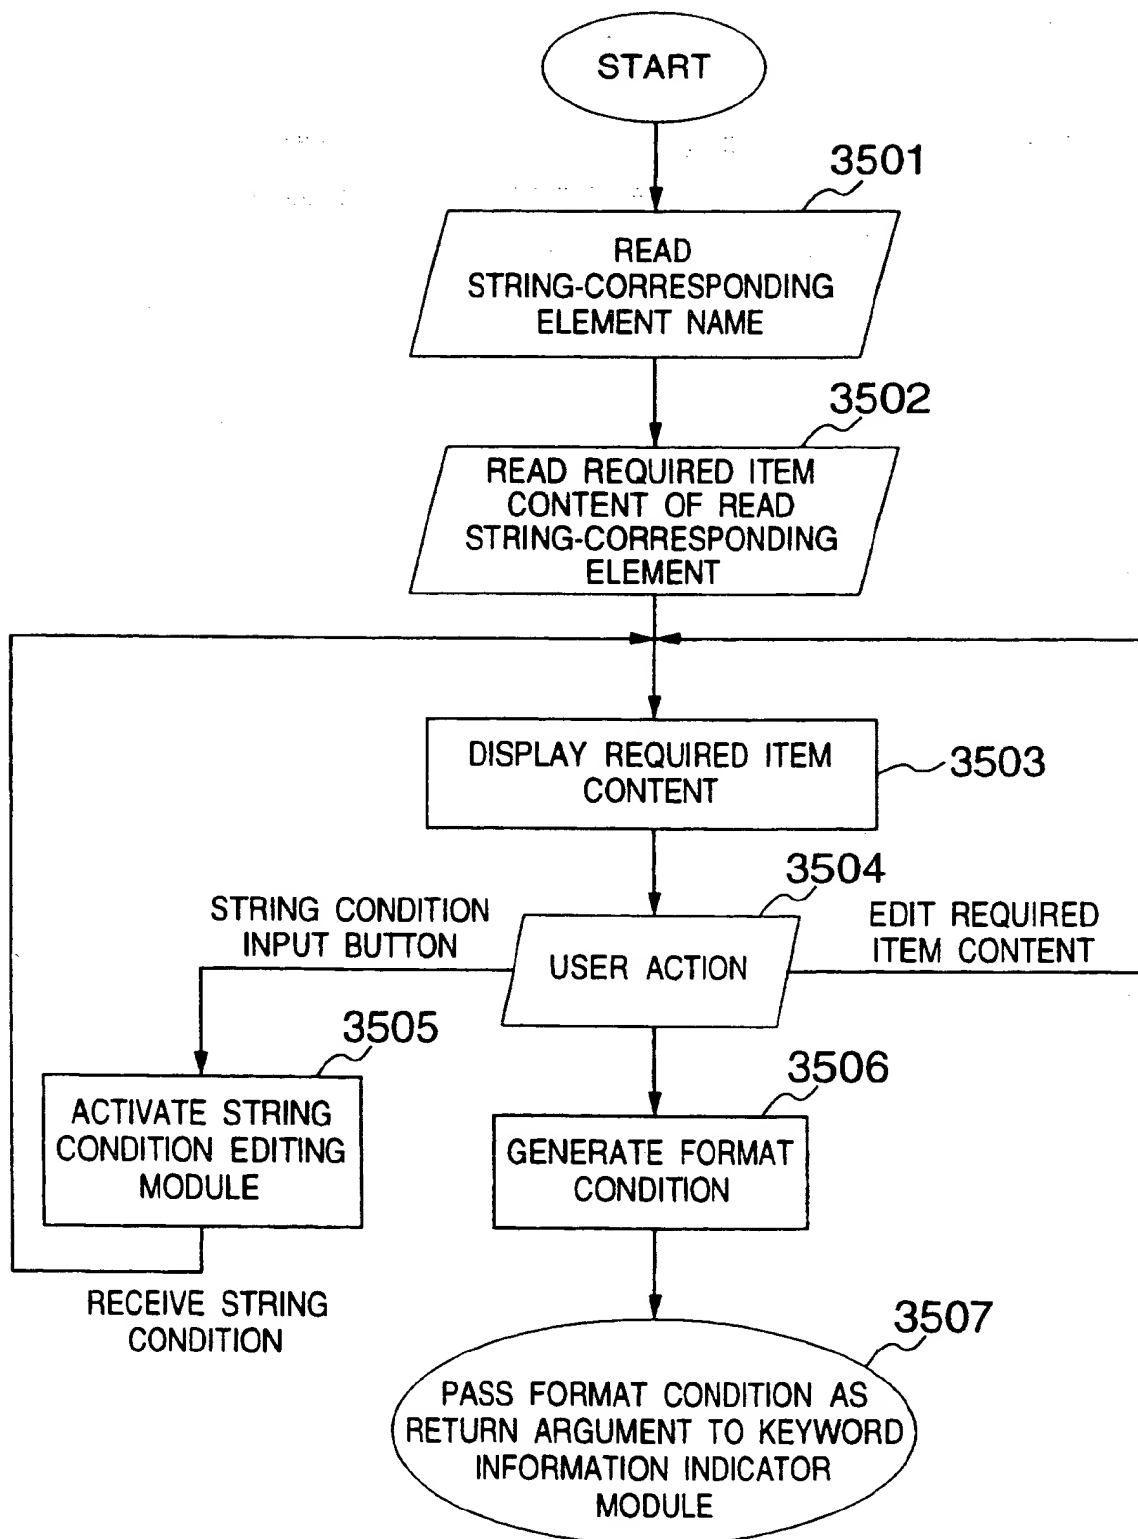 START
3501
READ
STRING-CORRESPONDING
ELEMENT NAME
3502
READ REQUIRED ITEM
CONTENT OF READ
STRING-CORRESPONDING
ELEMENT
DISPLAY REQUIRED ITEM
CONTENT
3503
3504
STRING CONDITION
INPUT BUTTON
USER ACTION
EDIT REQUIRED
ITEM CONTENT
3505
ACTIVATE STRING
CONDITION EDITING
MODULE
3506
GENERATE FORMAT
CONDITION
RECEIVE STRING
CONDITION
3507
PASS FORMAT CONDITION AS
RETURN ARGUMENT TO KEYWORD
INFORMATION INDICATOR
MODULE